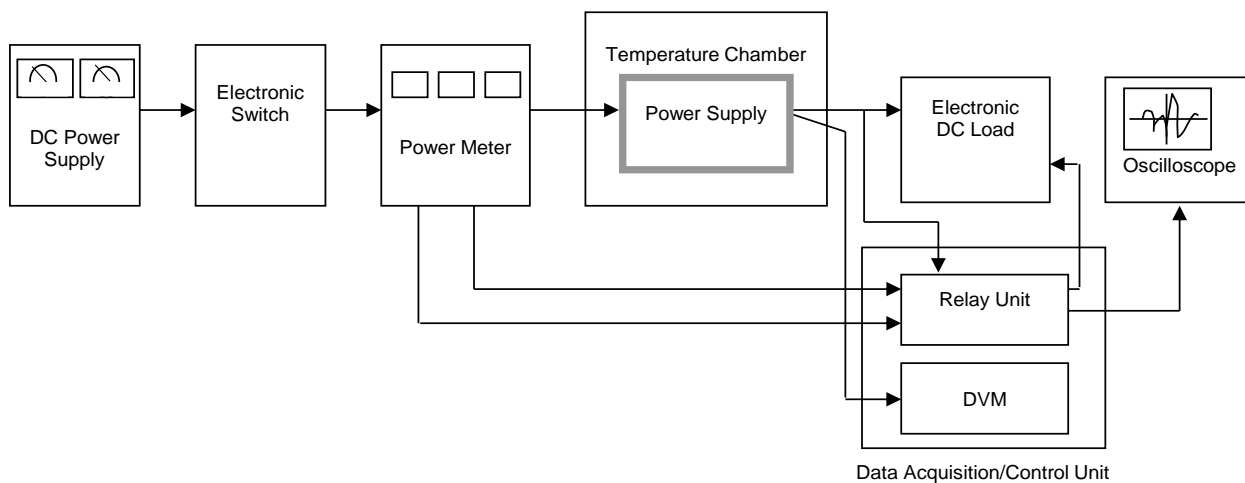 DC Power
Supply
Electronic
Switch
Power Meter
Temperature Chamber
Power Supply
Electronic
DC Load
Oscilloscope
Relay Unit
DVM
Data Acquisition/Control Unit